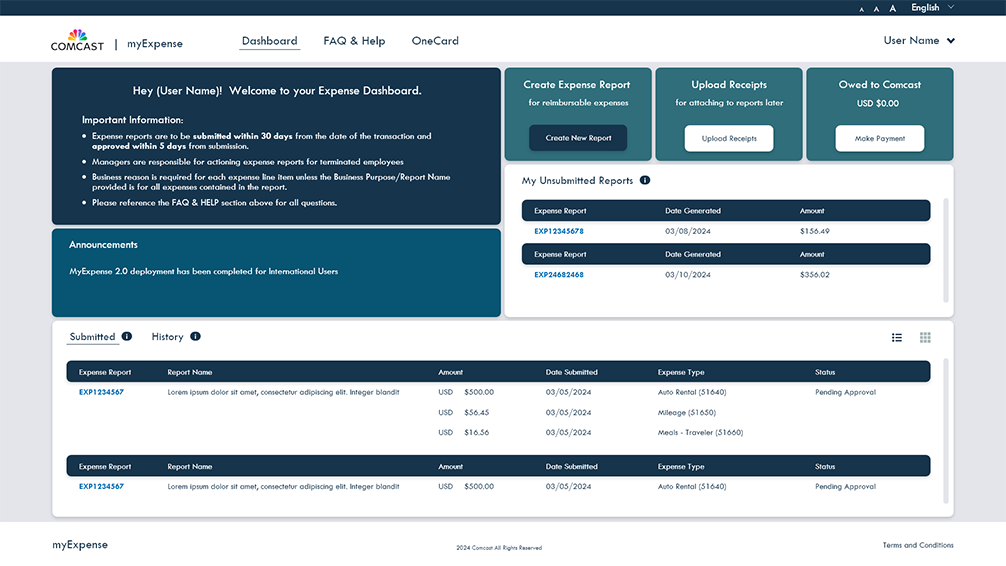 A A A English
COMCAST | myExpense Dashboard FAQ & Help OneCard User Name
Hey (User Name)! Welcome to your Expense Dashboard.
Important Information:
• Expense reports are to be submitted within 30 days from the date of the transaction and
approved within 5 days from submission.
• Managers are responsible for actioning expense reports for terminated employees
• Business reason is required for each expense line item unless the Business Purpose/Report Name
provided is for all expenses contained in the report.
• Please reference the FAQ & HELP section above for all questions.
Announcements
MyExpense 2.0 deployment has been completed for International Users
Create Expense Report
for reimbursable expenses
Create New Report
Upload Receipts
for attaching to reports later
Upload Receipts
Owed to Comcast
USD $0.00
Make Payment
My Unsubmitted Reports i
Expense Report Date Generated Amount
EXP12345678 03/08/2024 $156.49
Expense Report Date Generated Amount
EXP24682468 03/10/2024 $356.02
Submitted i History i
Expense Report Report Name Amount Date Submitted Expense Type Status
EXP1234567 Lorem ipsum dolor sit amet, consectetur adipiscing elit. Integer blandit USD $500.00 03/05/2024 Auto Rental (51640) Pending Approval
USD $56.45 03/05/2024 Mileage (51650)
USD $16.56 03/05/2024 Meals - Traveler (51660)
Expense Report Report Name Amount Date Submitted Expense Type Status
EXP1234567 Lorem ipsum dolor sit amet, consectetur adipiscing elit. Integer blandit USD $500.00 03/05/2024 Auto Rental (51640) Pending Approval
myExpense 2024 Comcast All Rights Reserved Terms and Conditions